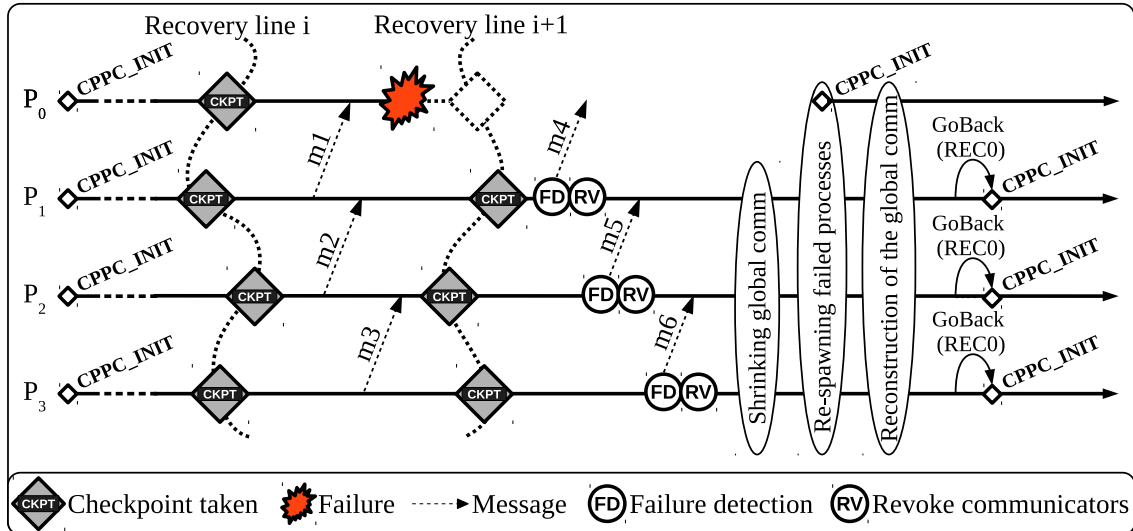 Recovery line i
Recovery line i+1
P0
CPPC_INIT
CKPT
m1
m4
CPPC_INIT
P1
CPPC_INIT
CKPT
m2
CKPT
FD
RV
m5
GoBack
(REC0)
CPPC_INIT
P2
CPPC_INIT
CKPT
m3
CKPT
FD
RV
m6
GoBack
(REC0)
CPPC_INIT
P3
CPPC_INIT
CKPT
CKPT
FD
RV
GoBack
(REC0)
CPPC_INIT
Shrinking global comm
Re-spawning failed processes
Reconstruction of the global comm
CKPT Checkpoint taken
Failure
Message
FD Failure detection
RV Revoke communicators